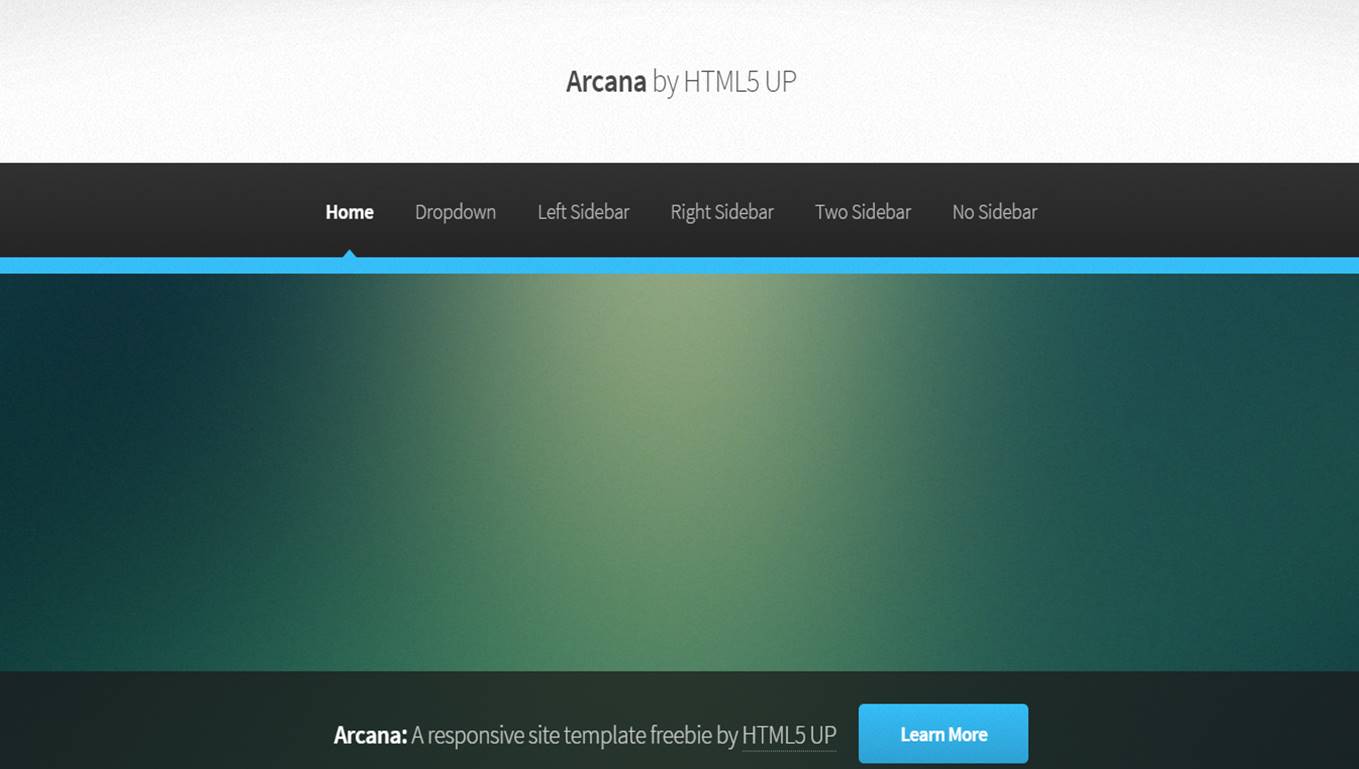 Arcana by HTML5 UP
Home Dropdown Left Sidebar Right Sidebar Two Sidebar No Sidebar
Arcana: A responsive site template freebie by HTML5 UP Learn More